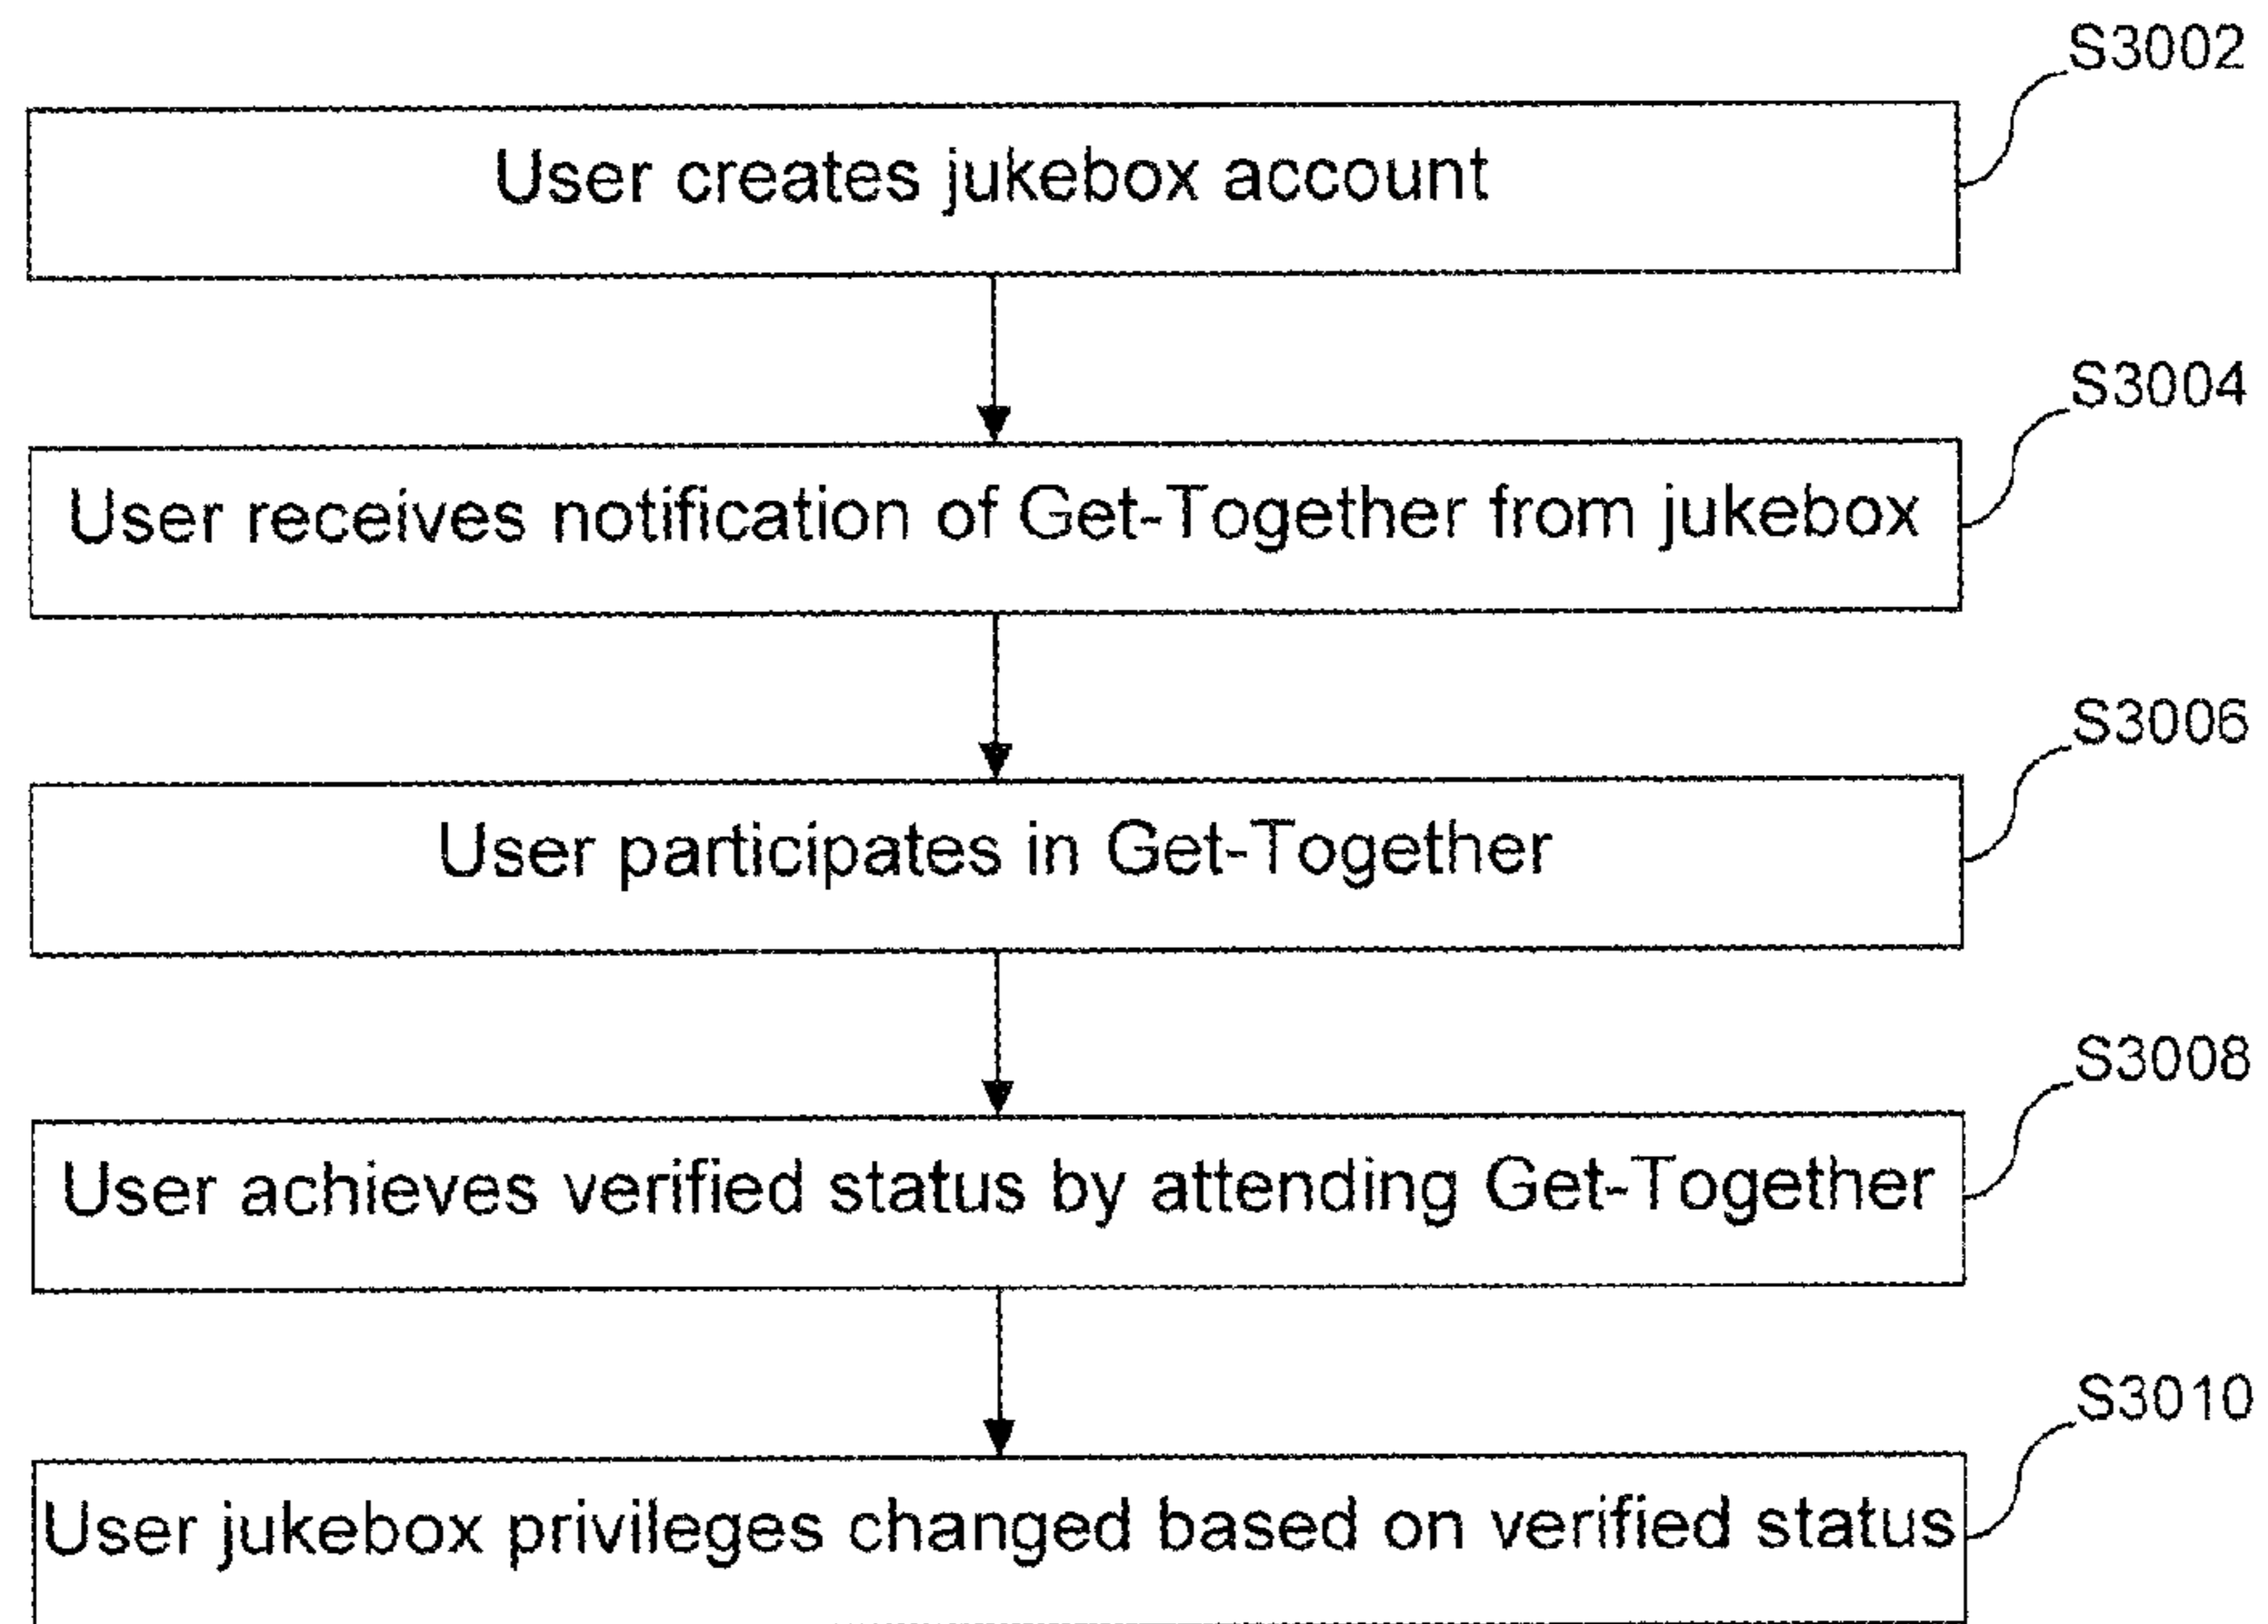 S3002
User creates jukebox account
S3004
User receives notification of Get-Together from jukebox
S3006
User participates in Get-Together
S3008
User achieves verified status by attending Get-Together
S3010
User jukebox privileges changed based on verified status